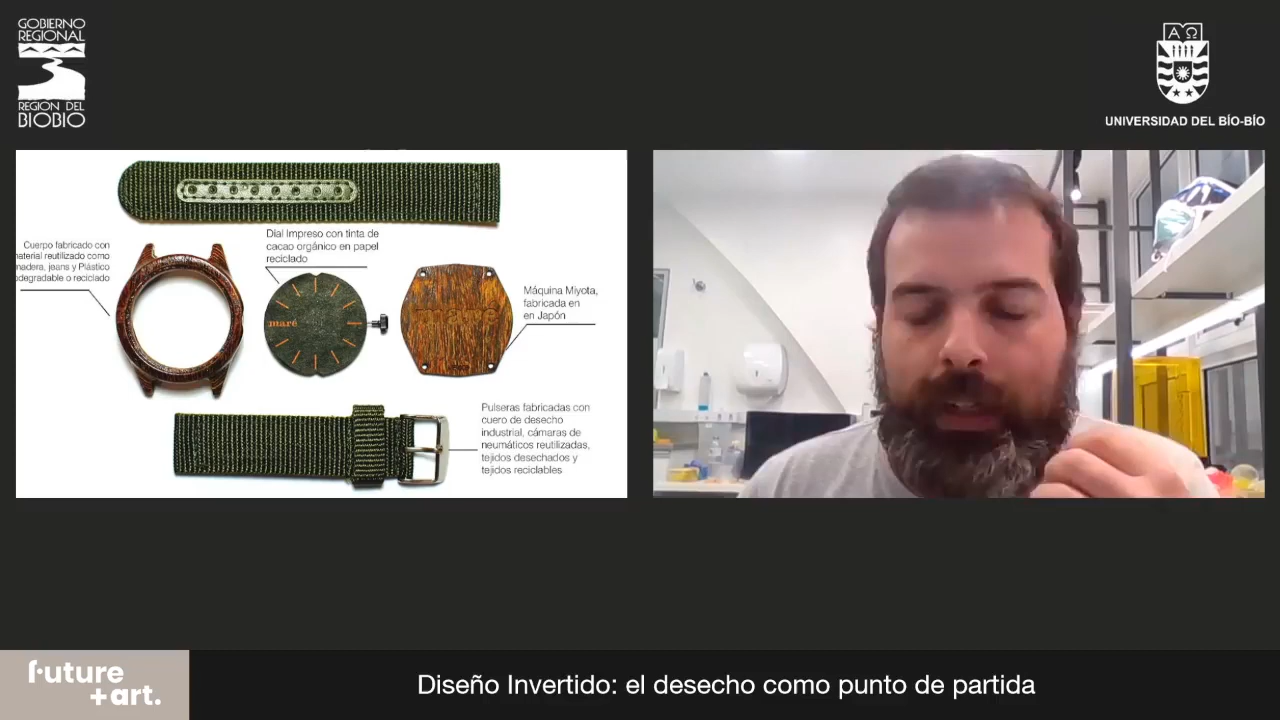 GOBIERNO
REGIONAL
REGIÓN DEL
BIOBIO
ΑΩ
UNIVERSIDAD DEL BÍO-BÍO
Cuerpo fabricado con
material reutilizado como
madera, jeans y Plástico
odegradable o reciclado
Dial Impreso con tinta de
cacao orgánico en papel
reciclado
maré
Máquina Miyota,
fabricada en
en Japón
Pulseras fabricadas con
cuero de desecho
industrial, cámaras de
neumáticos reutilizadas,
tejidos desechados y
tejidos reciclables
future
+art.
Diseño Invertido: el desecho como punto de partida